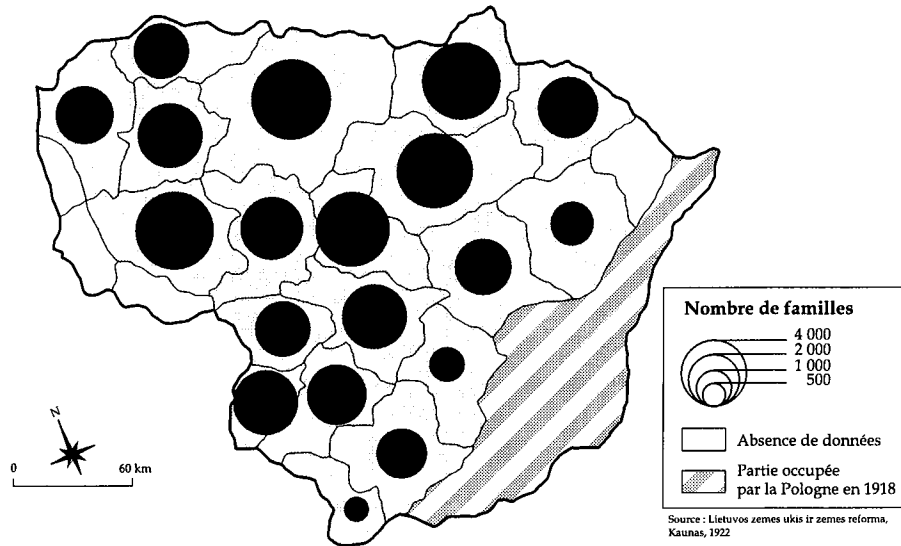 Nombre de familles
4 000
2 000
1 000
500
Absence de données
Partie occupée
par la Pologne en 1918
N
0 60 km
Source : Lietuvos zemes ukis ir zemes reforma,
Kaunas, 1922